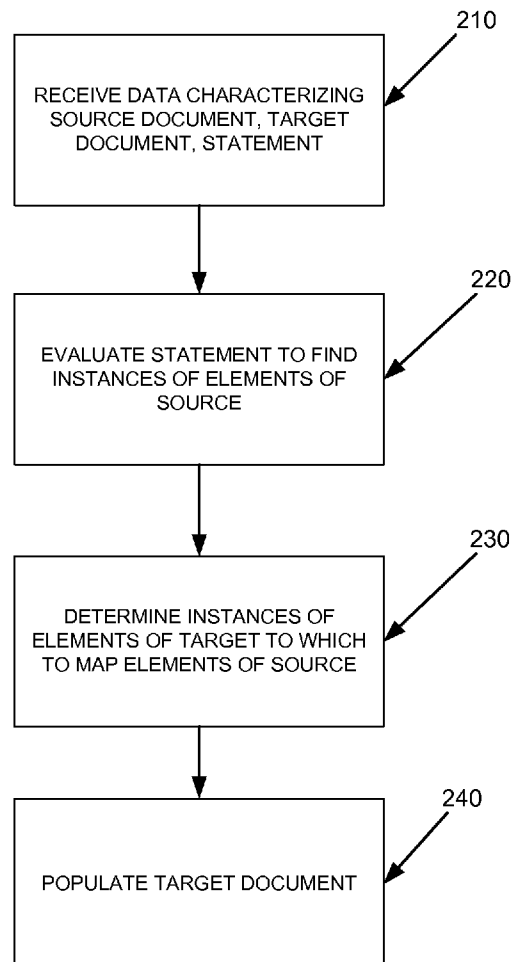 210
RECEIVE DATA CHARACTERIZING
SOURCE DOCUMENT, TARGET
DOCUMENT, STATEMENT
220
EVALUATE STATEMENT TO FIND
INSTANCES OF ELEMENTS OF
SOURCE
230
DETERMINE INSTANCES OF
ELEMENTS OF TARGET TO WHICH
TO MAP ELEMENTS OF SOURCE
240
POPULATE TARGET DOCUMENT